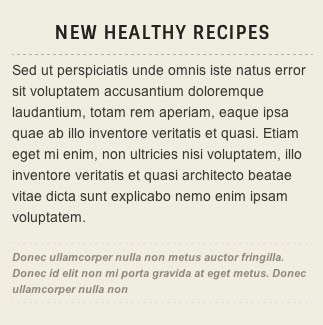 NEW HEALTHY RECIPES
Sed ut perspiciatis unde omnis iste natus error
sit voluptatem accusantium doloremque
laudantium, totam rem aperiam, eaque ipsa
quae ab illo inventore veritatis et quasi. Etiam
eget mi enim, non ultricies nisi voluptatem, illo
inventore veritatis et quasi architecto beatae
vitae dicta sunt explicabo nemo enim ipsam
voluptatem.
Donec ullamcorper nulla non metus auctor fringilla.
Donec id elit non mi porta gravida at eget metus. Donec
ullamcorper nulla non